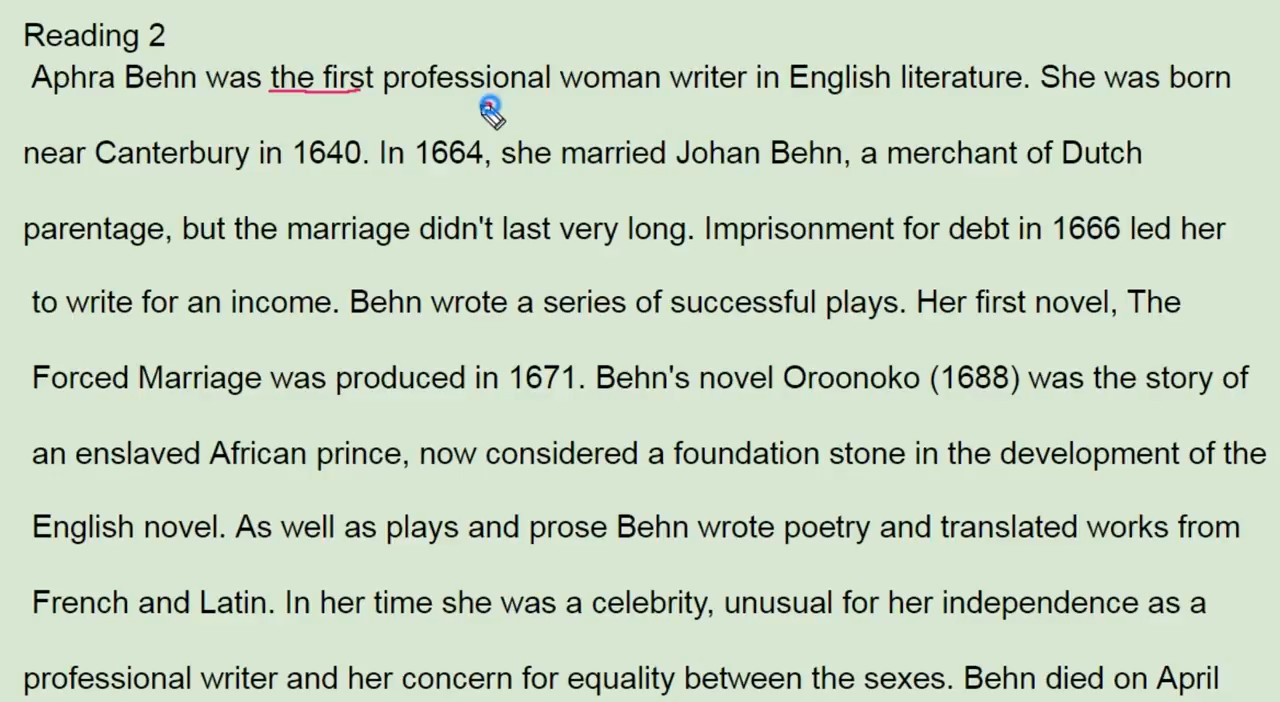 Reading 2
Aphra Behn was the first professional woman writer in English literature. She was born
near Canterbury in 1640. In 1664, she married Johan Behn, a merchant of Dutch
parentage, but the marriage didn't last very long. Imprisonment for debt in 1666 led her
to write for an income. Behn wrote a series of successful plays. Her first novel, The
Forced Marriage was produced in 1671. Behn's novel Oroonoko (1688) was the story of
an enslaved African prince, now considered a foundation stone in the development of the
English novel. As well as plays and prose Behn wrote poetry and translated works from
French and Latin. In her time she was a celebrity, unusual for her independence as a
professional writer and her concern for equality between the sexes. Behn died on April